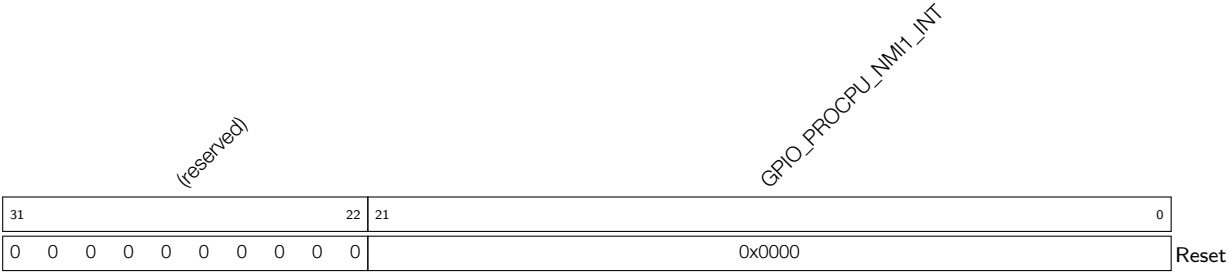 GPIO_PROCPU_NMI1_INT
(reserved)
31 22 21 0
0 0 0 0 0 0 0 0 0 0 0x0000 Reset